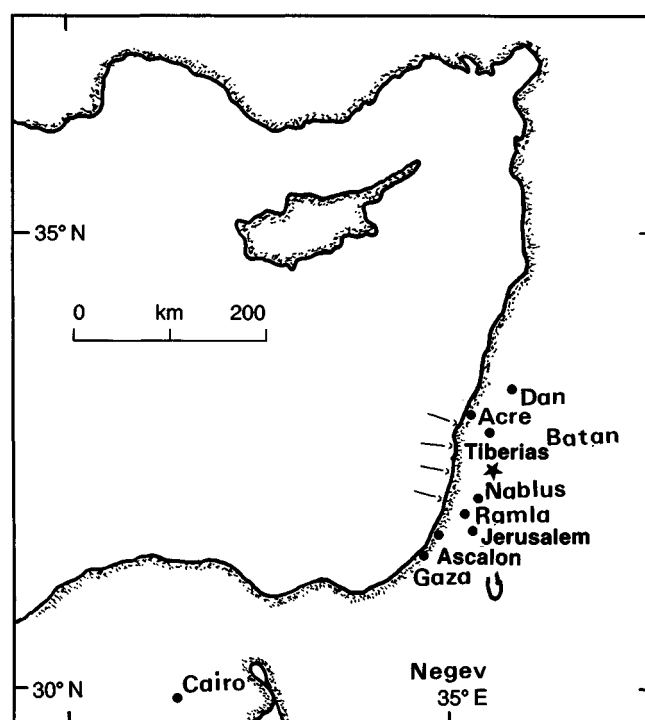 35° N
0 km 200
Dan
Acre
Batan
Tiberias
Nablus
Ramla
Jerusalem
Ascalon
Gaza
Cairo
Negev
30° N
35° E